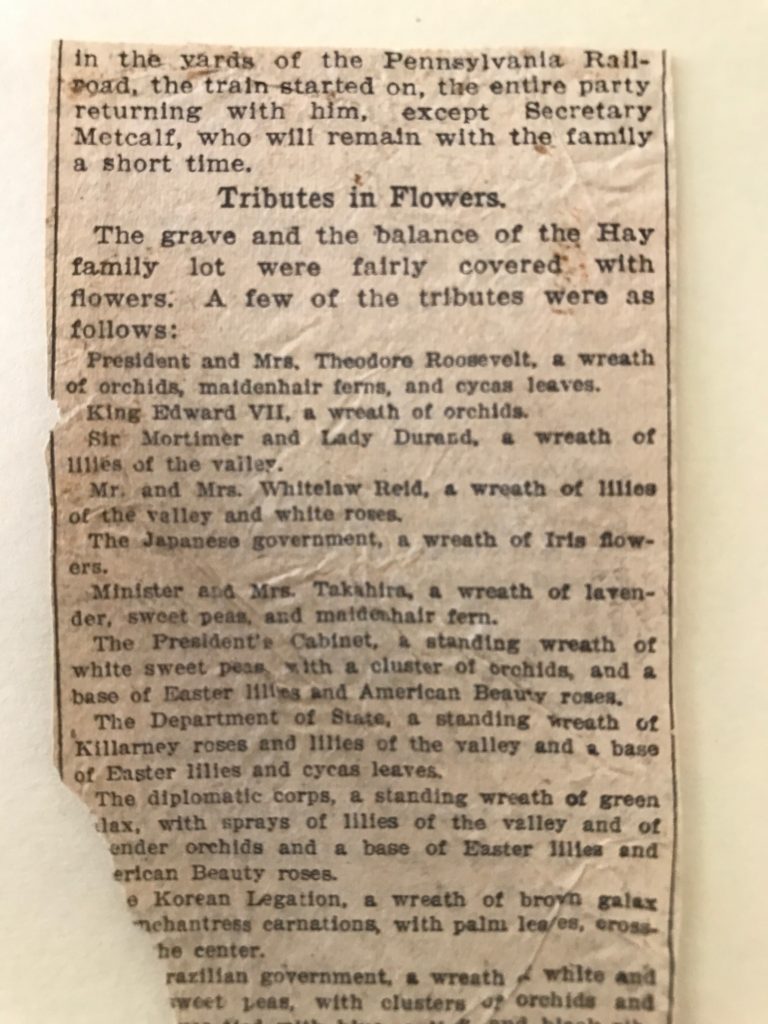 in the yards of the Pennsylvania Rail-
road, the train started on, the entire party
returning with him, except Secretary
Metcalf, who will remain with the family
a short time.
Tributes in Flowers.
The grave and the balance of the Hay
family lot were fairly covered with
flowers. A few of the tributes were as
follows:
President and Mrs. Theodore Roosevelt, a wreath
of orchids, maidenhair ferns, and cycas leaves.
King Edward VII, a wreath of orchids.
Sir Mortimer and Lady Durand, a wreath of
lilies of the valley.
Mr. and Mrs. Whitelaw Reid, a wreath of lilies
of the valley and white roses.
The Japanese government, a wreath of Iris flow-
ers.
Minister and Mrs. Takahira, a wreath of laven-
der, sweet peas, and maidenhair fern.
The President's Cabinet, a standing wreath of
white sweet peas, with a cluster of orchids, and a
base of Easter lilies and American Beauty roses.
The Department of State, a standing wreath of
Killarney roses and lilies of the valley and a base
of Easter lilies and cycas leaves.
The diplomatic corps, a standing wreath of green
lax, with sprays of lilies of the valley and of
ender orchids and a base of Easter lilies and
erican Beauty roses.
e Korean Legation, a wreath of brown galax
nchantress carnations, with palm leaves, cross-
he center.
razilian government, a wreath of white and
sweet peas, with clusters of orchids and
tied with and